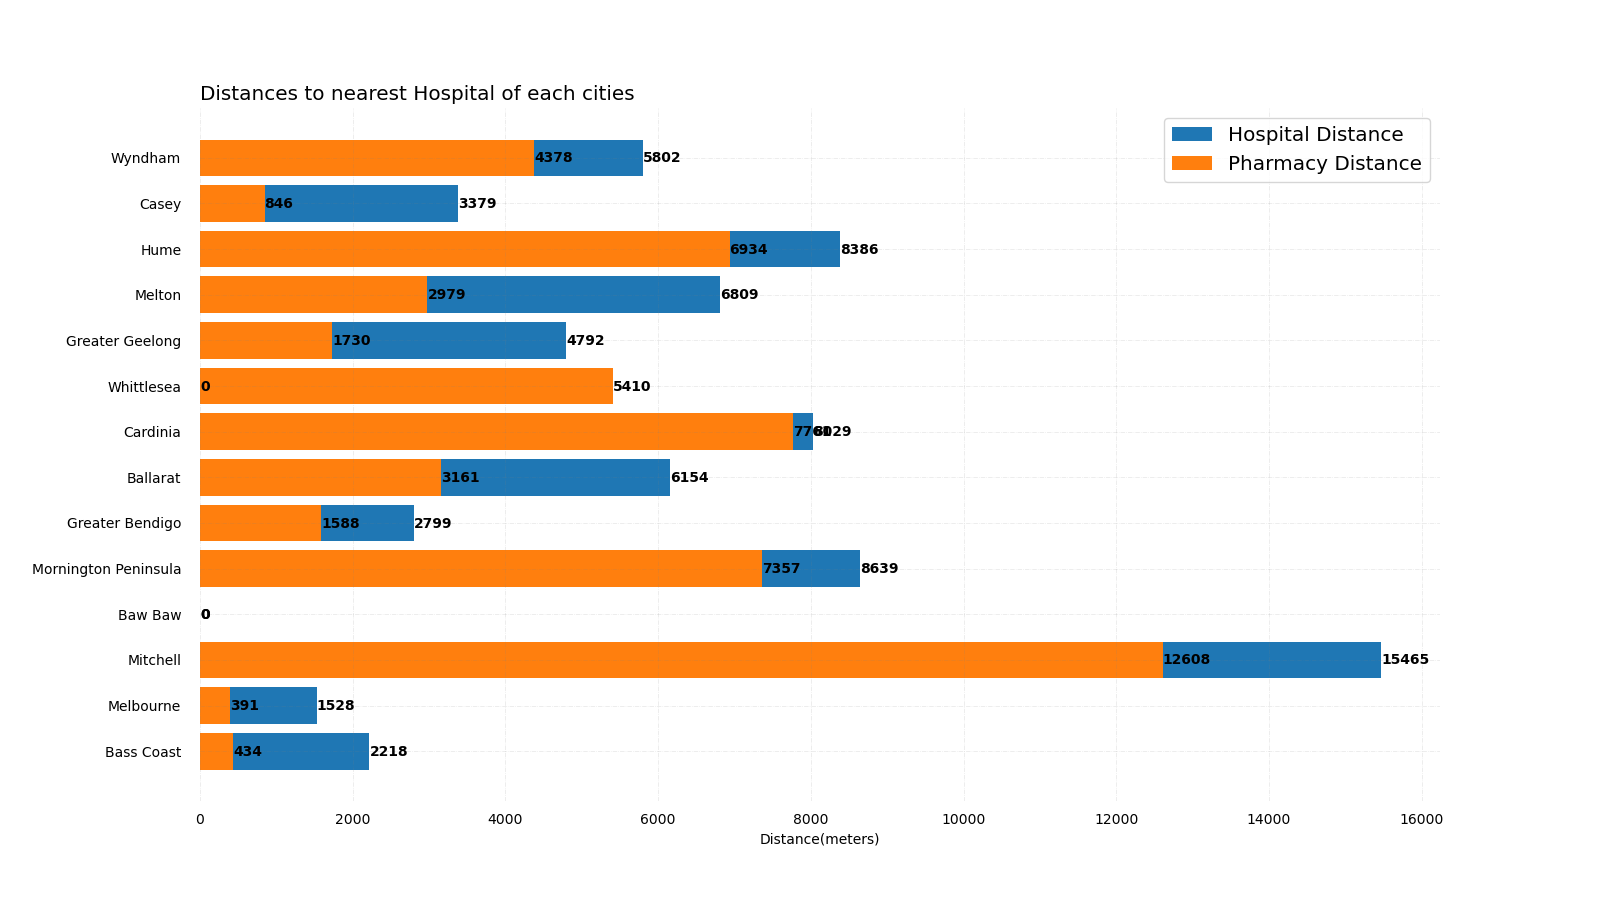 Distances to nearest Hospital of each cities
Hospital Distance
Pharmacy Distance
Wyndham 4378 5802
Casey 846 3379
Hume 6934 8386
Melton 2979 6809
Greater Geelong 1730 4792
Whittlesea 0 5410
Cardinia 8029
Ballarat 3161 6154
Greater Bendigo 1588 2799
Mornington Peninsula 7357 8639
Baw Baw 0
Mitchell 12608 15465
Melbourne 391 1528
Bass Coast 434 2218
0 2000 4000 6000 8000 10000 12000 14000 16000
Distance(meters)